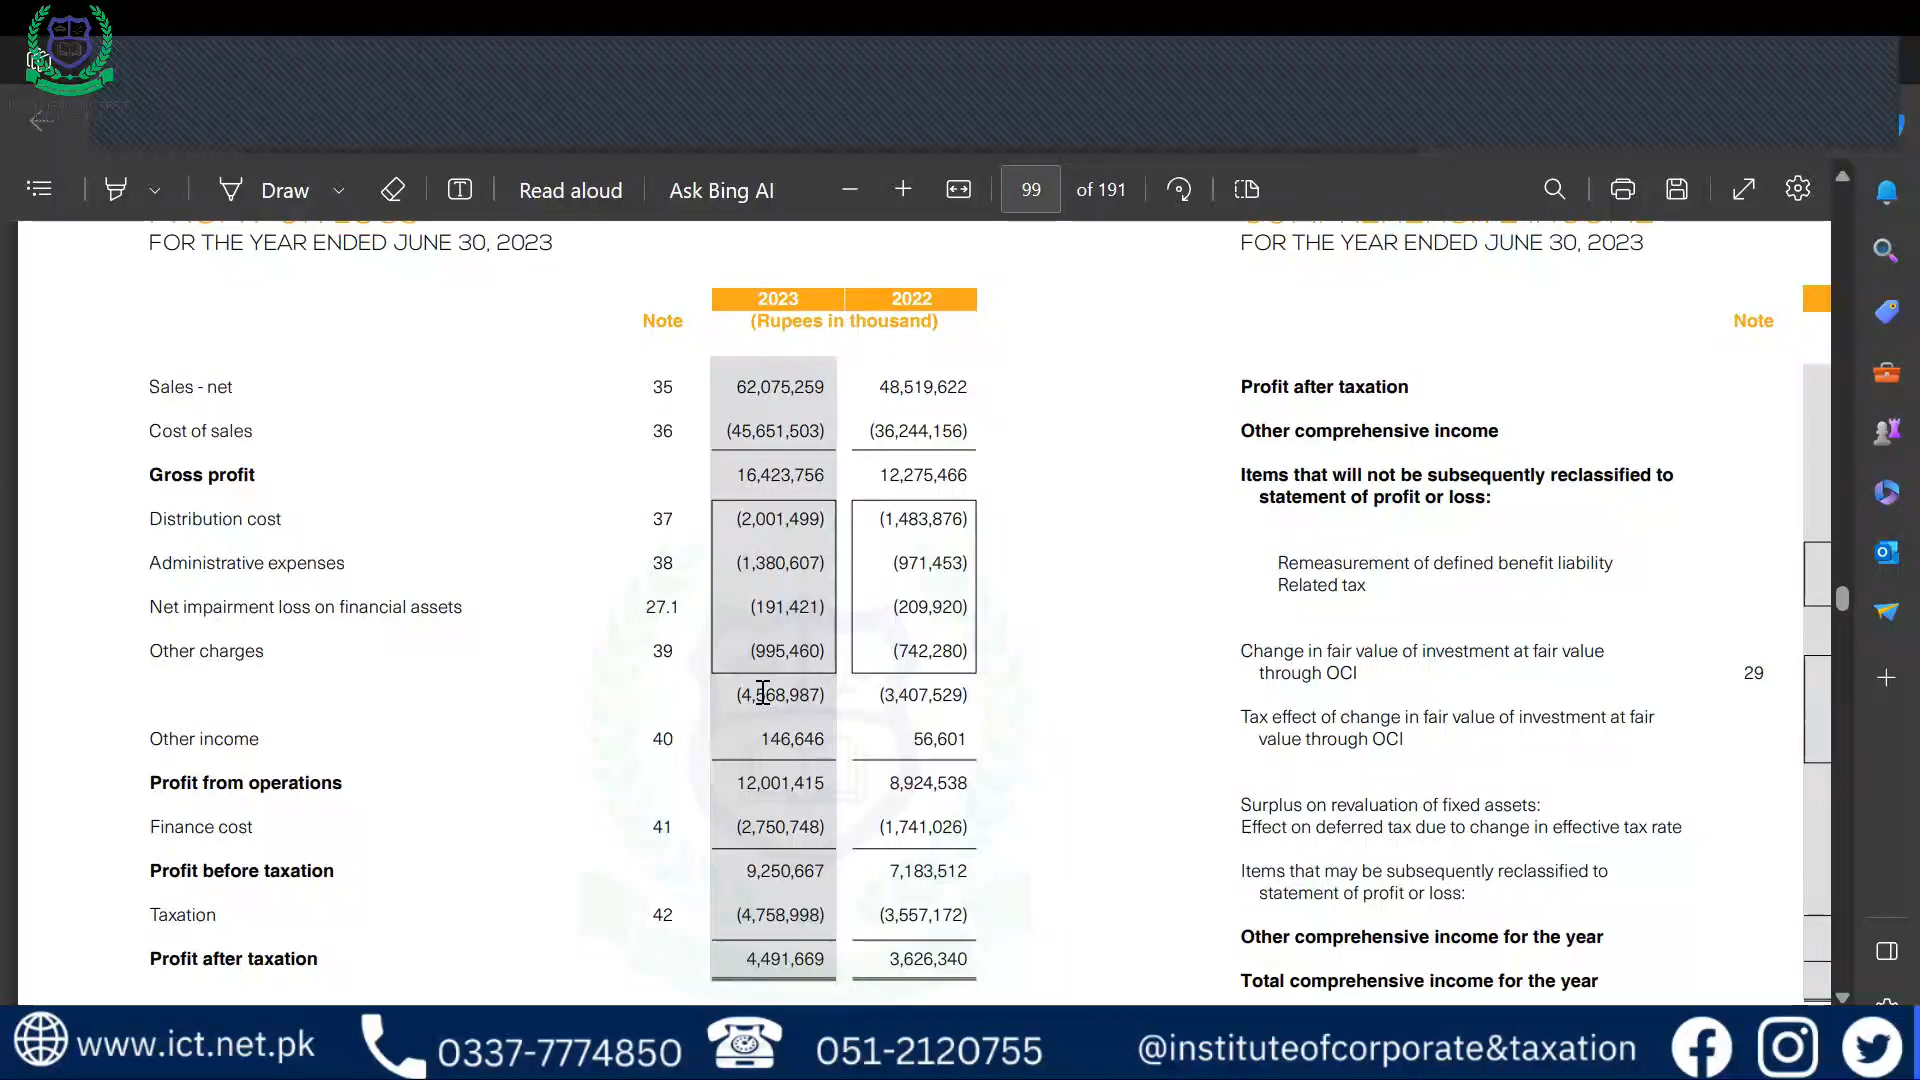 Draw
Read aloud
Ask Bing AI
99 of 191
FOR THE YEAR ENDED JUNE 30, 2023
2023 2022
Note (Rupees in thousand)
Sales - net 35 62,075,259 48,519,622
Cost of sales 36 (45,651,503) (36,244,156)
Gross profit 16,423,756 12,275,466
Distribution cost 37 (2,001,499) (1,483,876)
Administrative expenses 38 (1,380,607) (971,453)
Net impairment loss on financial assets 27.1 (191,421) (209,920)
Other charges 39 (995,460) (742,280)
(4,568,987) (3,407,529)
Other income 40 146,646 56,601
Profit from operations 12,001,415 8,924,538
Finance cost 41 (2,750,748) (1,741,026)
Profit before taxation 9,250,667 7,183,512
Taxation 42 (4,758,998) (3,557,172)
Profit after taxation 4,491,669 3,626,340
FOR THE YEAR ENDED JUNE 30, 2023
Note
Profit after taxation
Other comprehensive income
Items that will not be subsequently reclassified to
statement of profit or loss:
Remeasurement of defined benefit liability
Related tax
Change in fair value of investment at fair value
through OCI 29
Tax effect of change in fair value of investment at fair
value through OCI
Surplus on revaluation of fixed assets:
Effect on deferred tax due to change in effective tax rate
Items that may be subsequently reclassified to
statement of profit or loss:
Other comprehensive income for the year
Total comprehensive income for the year
www.ict.net.pk 0337-7774850 051-2120755 @instituteofcorporate&taxation